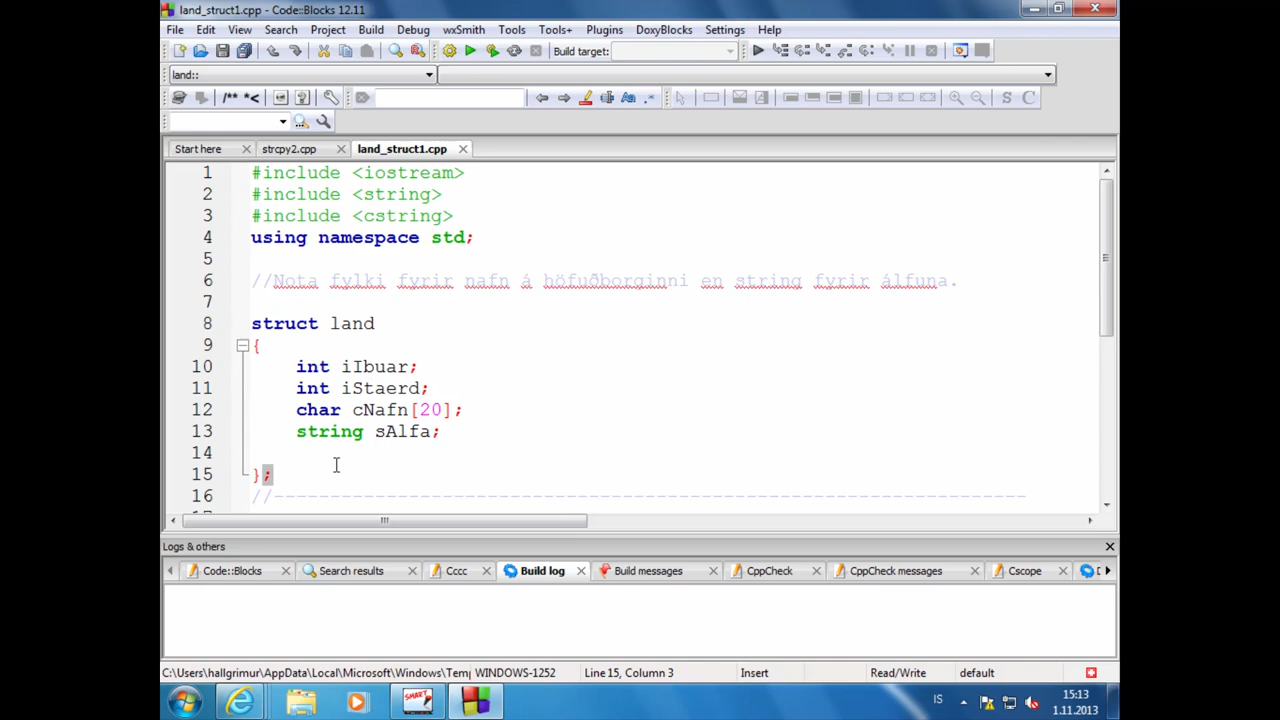 land_struct1.cpp - Code::Blocks 12.11
File Edit View Search Project Build Debug wxSmith Tools Tools+ Plugins DoxyBlocks Settings Help
Build target:
land::
/** *<
Aa .*
S C
Start here strcpy2.cpp land_struct1.cpp
1 #include <iostream>
2 #include <string>
3 #include <cstring>
4 using namespace std;
5
6 //Nota fylki fyrir nafn á höfuðborginni en string fyrir álfuna.
7
8 struct land
9 {
10 int iIbuar;
11 int iStaerd;
12 char cNafn[20];
13 string sAlfa;
14
15 };
16 //--------------------------------------------------------------------
Logs & others
Code::Blocks Search results Cccc Build log Build messages CppCheck CppCheck messages Cscope
C:\Users\hallgrimur\AppData\Local\Microsoft\Windows\Temp WINDOWS-1252 Line 15, Column 3 Insert Read/Write default
SMART IS 15:13
1.11.2013